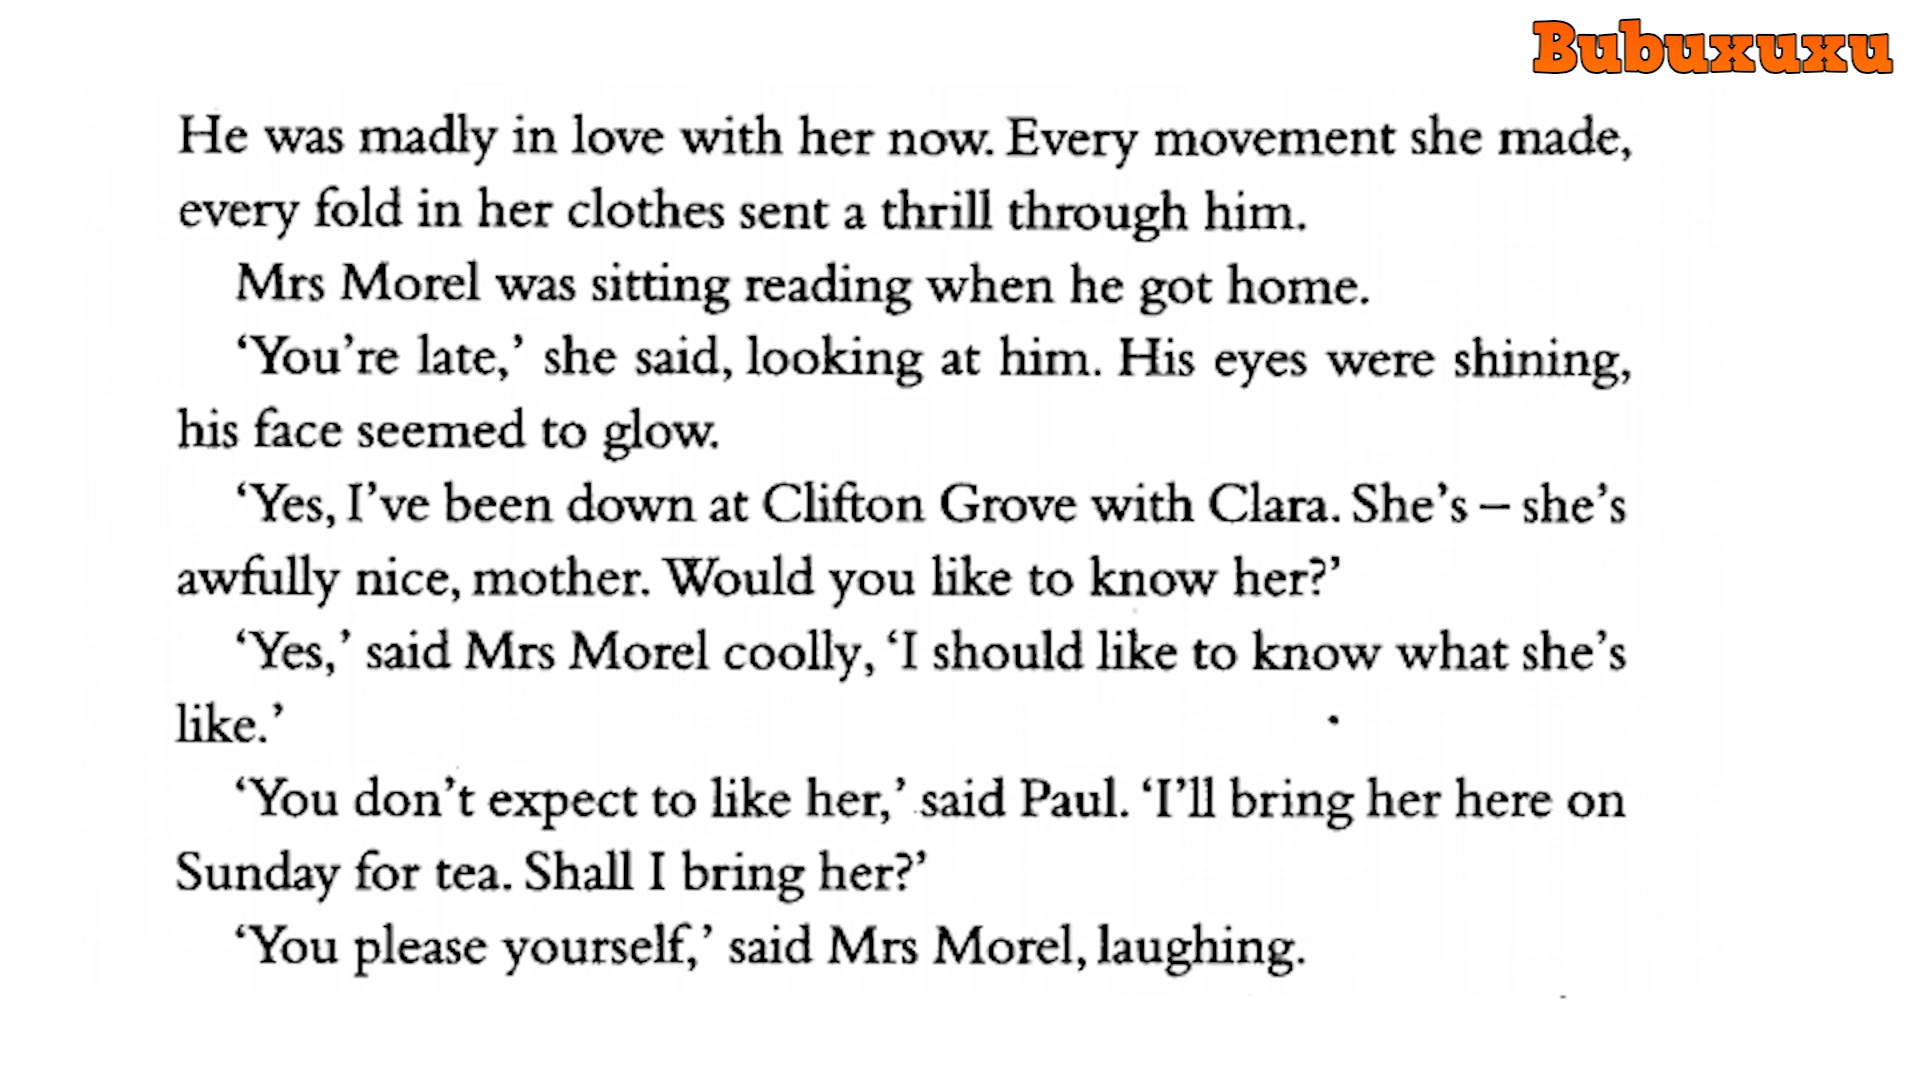 Bubuxuxu
He was madly in love with her now. Every movement she made,
every fold in her clothes sent a thrill through him.
Mrs Morel was sitting reading when he got home.
‘You’re late,’ she said, looking at him. His eyes were shining,
his face seemed to glow.
‘Yes, I’ve been down at Clifton Grove with Clara. She’s – she’s
awfully nice, mother. Would you like to know her?’
‘Yes,’ said Mrs Morel coolly, ‘I should like to know what she’s
like.’
‘You don’t expect to like her,’ said Paul. ‘I’ll bring her here on
Sunday for tea. Shall I bring her?’
‘You please yourself,’ said Mrs Morel, laughing.